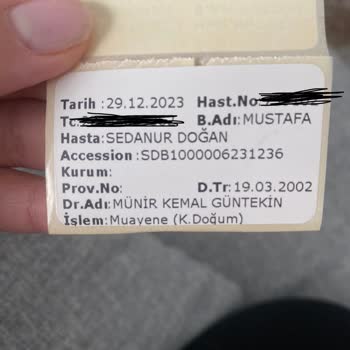 Tarih :29.12.2023 Hast.No
B.Adı:MUSTAFA
Hasta:SEDANUR DOĞAN
Accession :SDB1000006231236
Kurum:
Prov.No: D.Tr:19.03.2002
Dr.Adı:MÜNİR KEMAL GÜNTEKİN
İşlem:Muayene (K.Doğum)